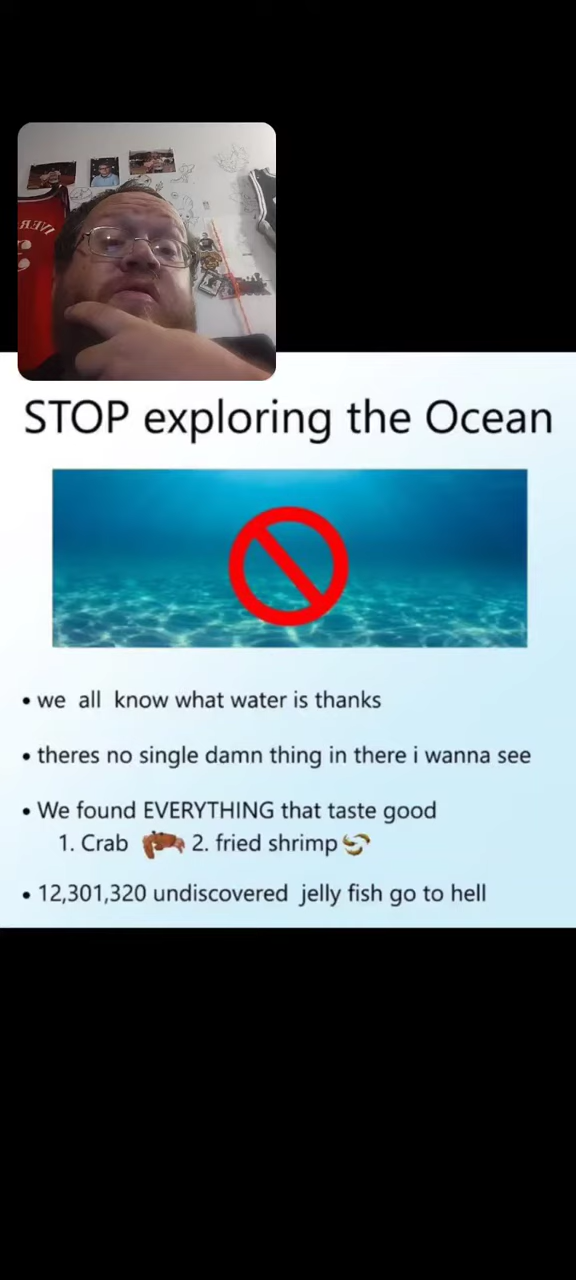 STOP exploring the Ocean
• we all know what water is thanks
• theres no single damn thing in there i wanna see
• We found EVERYTHING that taste good
1. Crab 2. fried shrimp
• 12,301,320 undiscovered jelly fish go to hell